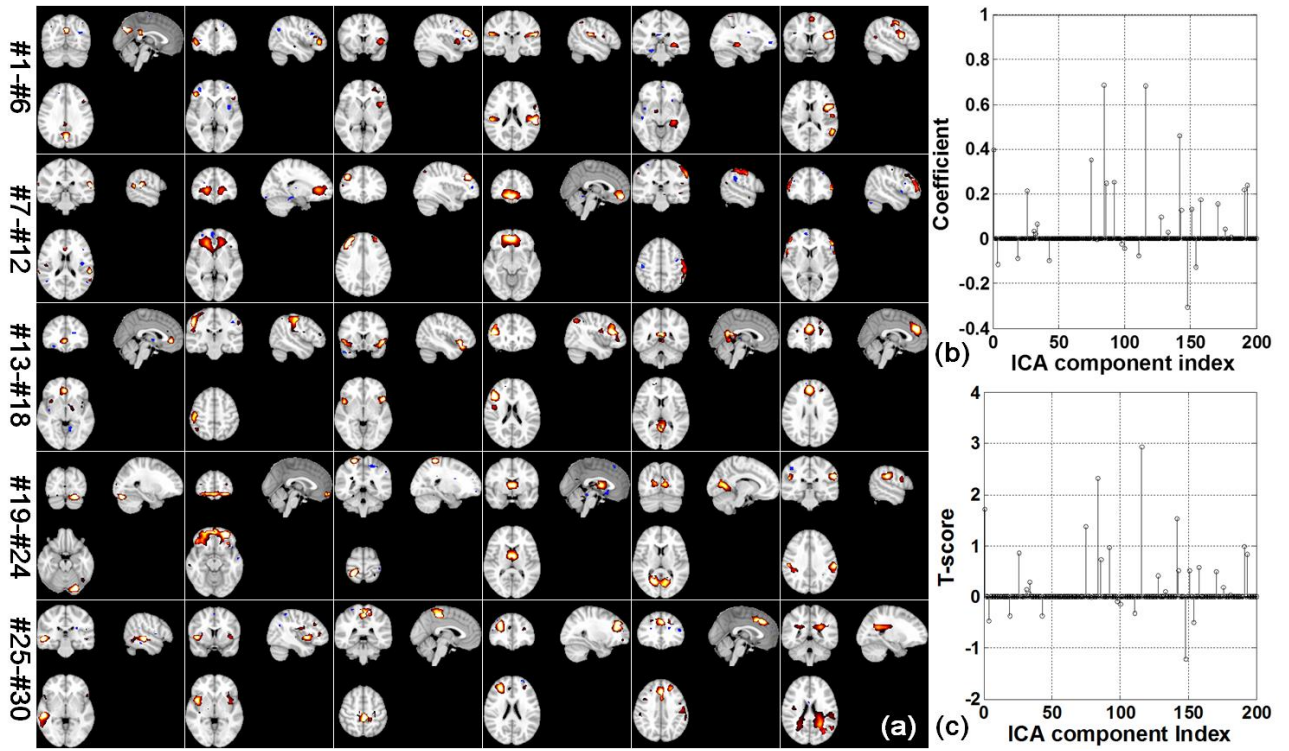 #1-#6
#7-#12
#13-#18
#19-#24
#25-#30
(a)
1
0.8
0.6
0.4
0.2
0
-0.2
-0.4
Coefficient
0 50 100 150 200
(b) ICA component index
4
3
2
1
0
-1
-2
T-score
0 50 100 150 200
(c) ICA component Index